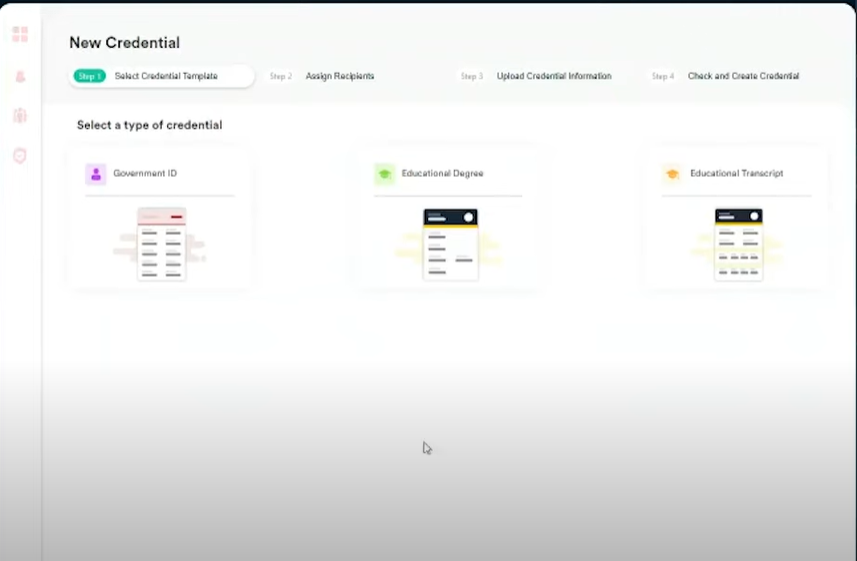 New Credential
Step 1 Select Credential Template Step 2 Assign Recipients Step 3 Upload Credential Information Step 4 Check and Create Credential
Select a type of credential
Government ID Educational Degree Educational Transcript